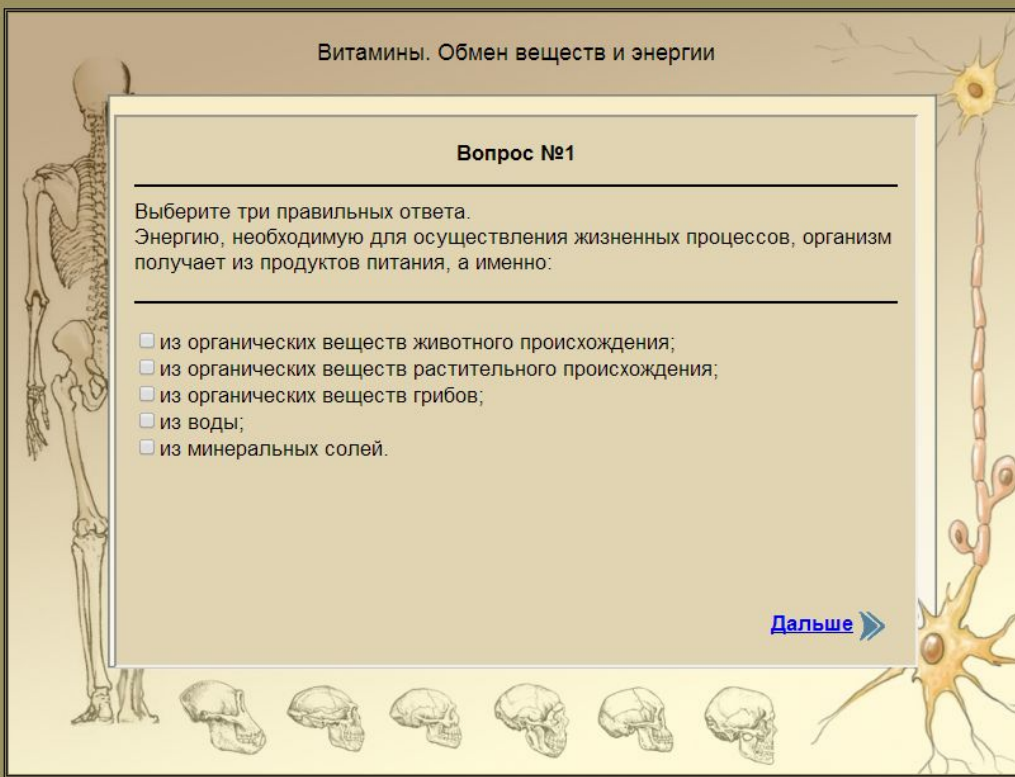 Витамины. Обмен веществ и энергии
Вопрос №1
Выберите три правильных ответа.
Энергию, необходимую для осуществления жизненных процессов, организм
получает из продуктов питания, а именно:
из органических веществ животного происхождения;
из органических веществ растительного происхождения;
из органических веществ грибов;
из воды;
из минеральных солей.
Дальше